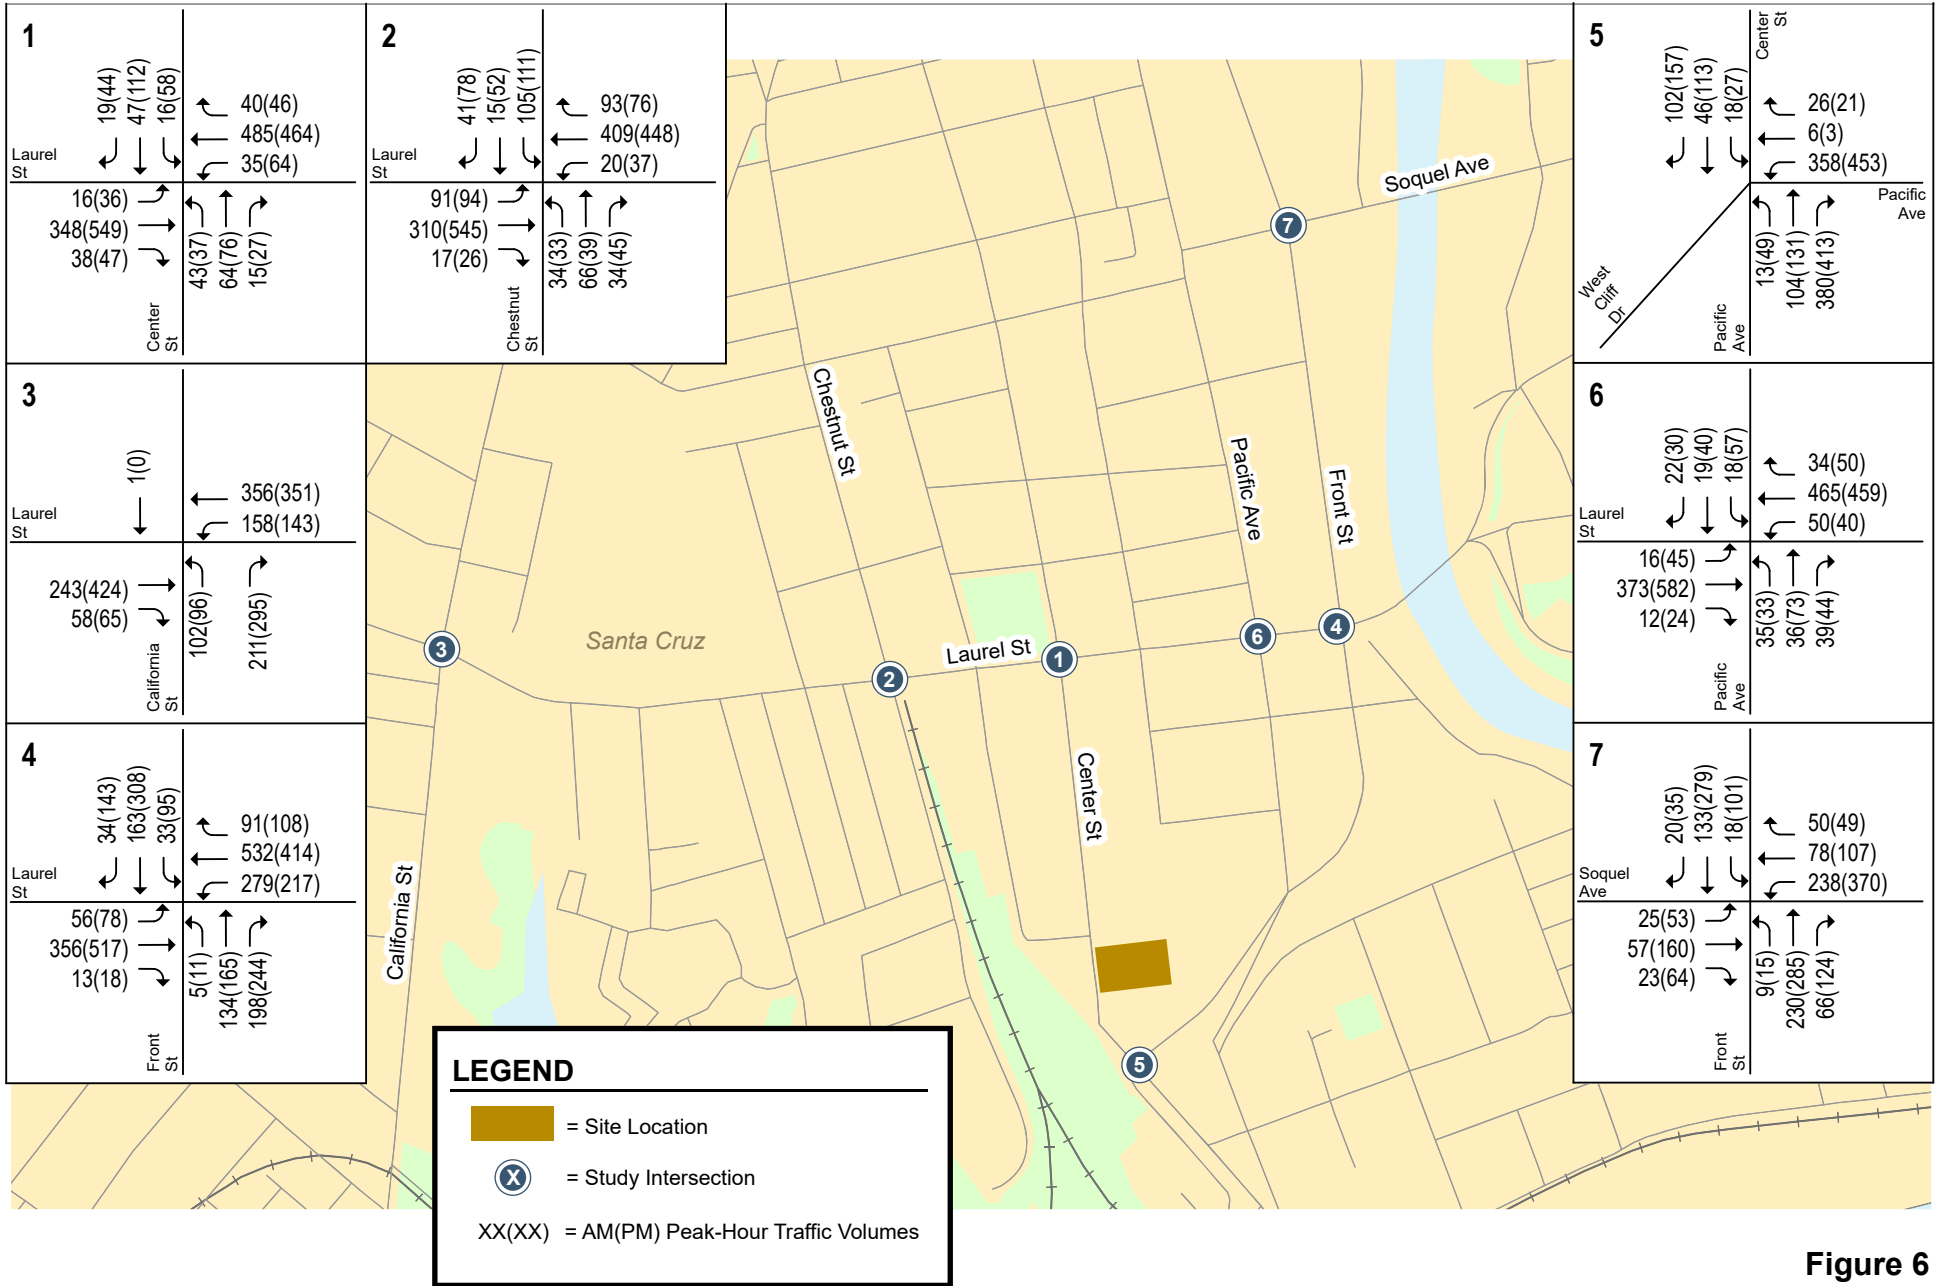 1
19(44)
47(112)
16(58)
40(46)
485(464)
35(64)
Laurel
St
16(36)
348(549)
38(47)
43(37)
64(76)
15(27)
Center
St
2
41(78)
15(52)
105(111)
93(76)
409(448)
20(37)
Laurel
St
91(94)
310(545)
17(26)
34(33)
66(39)
34(45)
Chestnut
St
3
1(0)
356(351)
158(143)
Laurel
St
243(424)
58(65)
102(96)
211(295)
California
St
4
34(143)
163(308)
33(95)
91(108)
532(414)
279(217)
Laurel
St
56(78)
356(517)
13(18)
5(11)
134(165)
198(244)
Front
St
5
Center
St
102(157)
46(113)
18(27)
26(21)
6(3)
358(453)
Pacific
Ave
13(49)
104(131)
380(413)
West
Cliff
Dr
Pacific
Ave
6
22(30)
19(40)
18(57)
34(50)
465(459)
50(40)
Laurel
St
16(45)
373(582)
12(24)
35(33)
36(73)
39(44)
Pacific
Ave
7
20(35)
133(279)
18(101)
50(49)
78(107)
238(370)
Soquel
Ave
25(53)
57(160)
23(64)
9(15)
230(285)
66(124)
Front
St
Soquel Ave
7
Chestnut St
Pacific Ave
Front St
Santa Cruz
Laurel St
3
2
1
6
4
Center St
California St
5
LEGEND
= Site Location
X = Study Intersection
XX(XX) = AM(PM) Peak-Hour Traffic Volumes
Figure 6